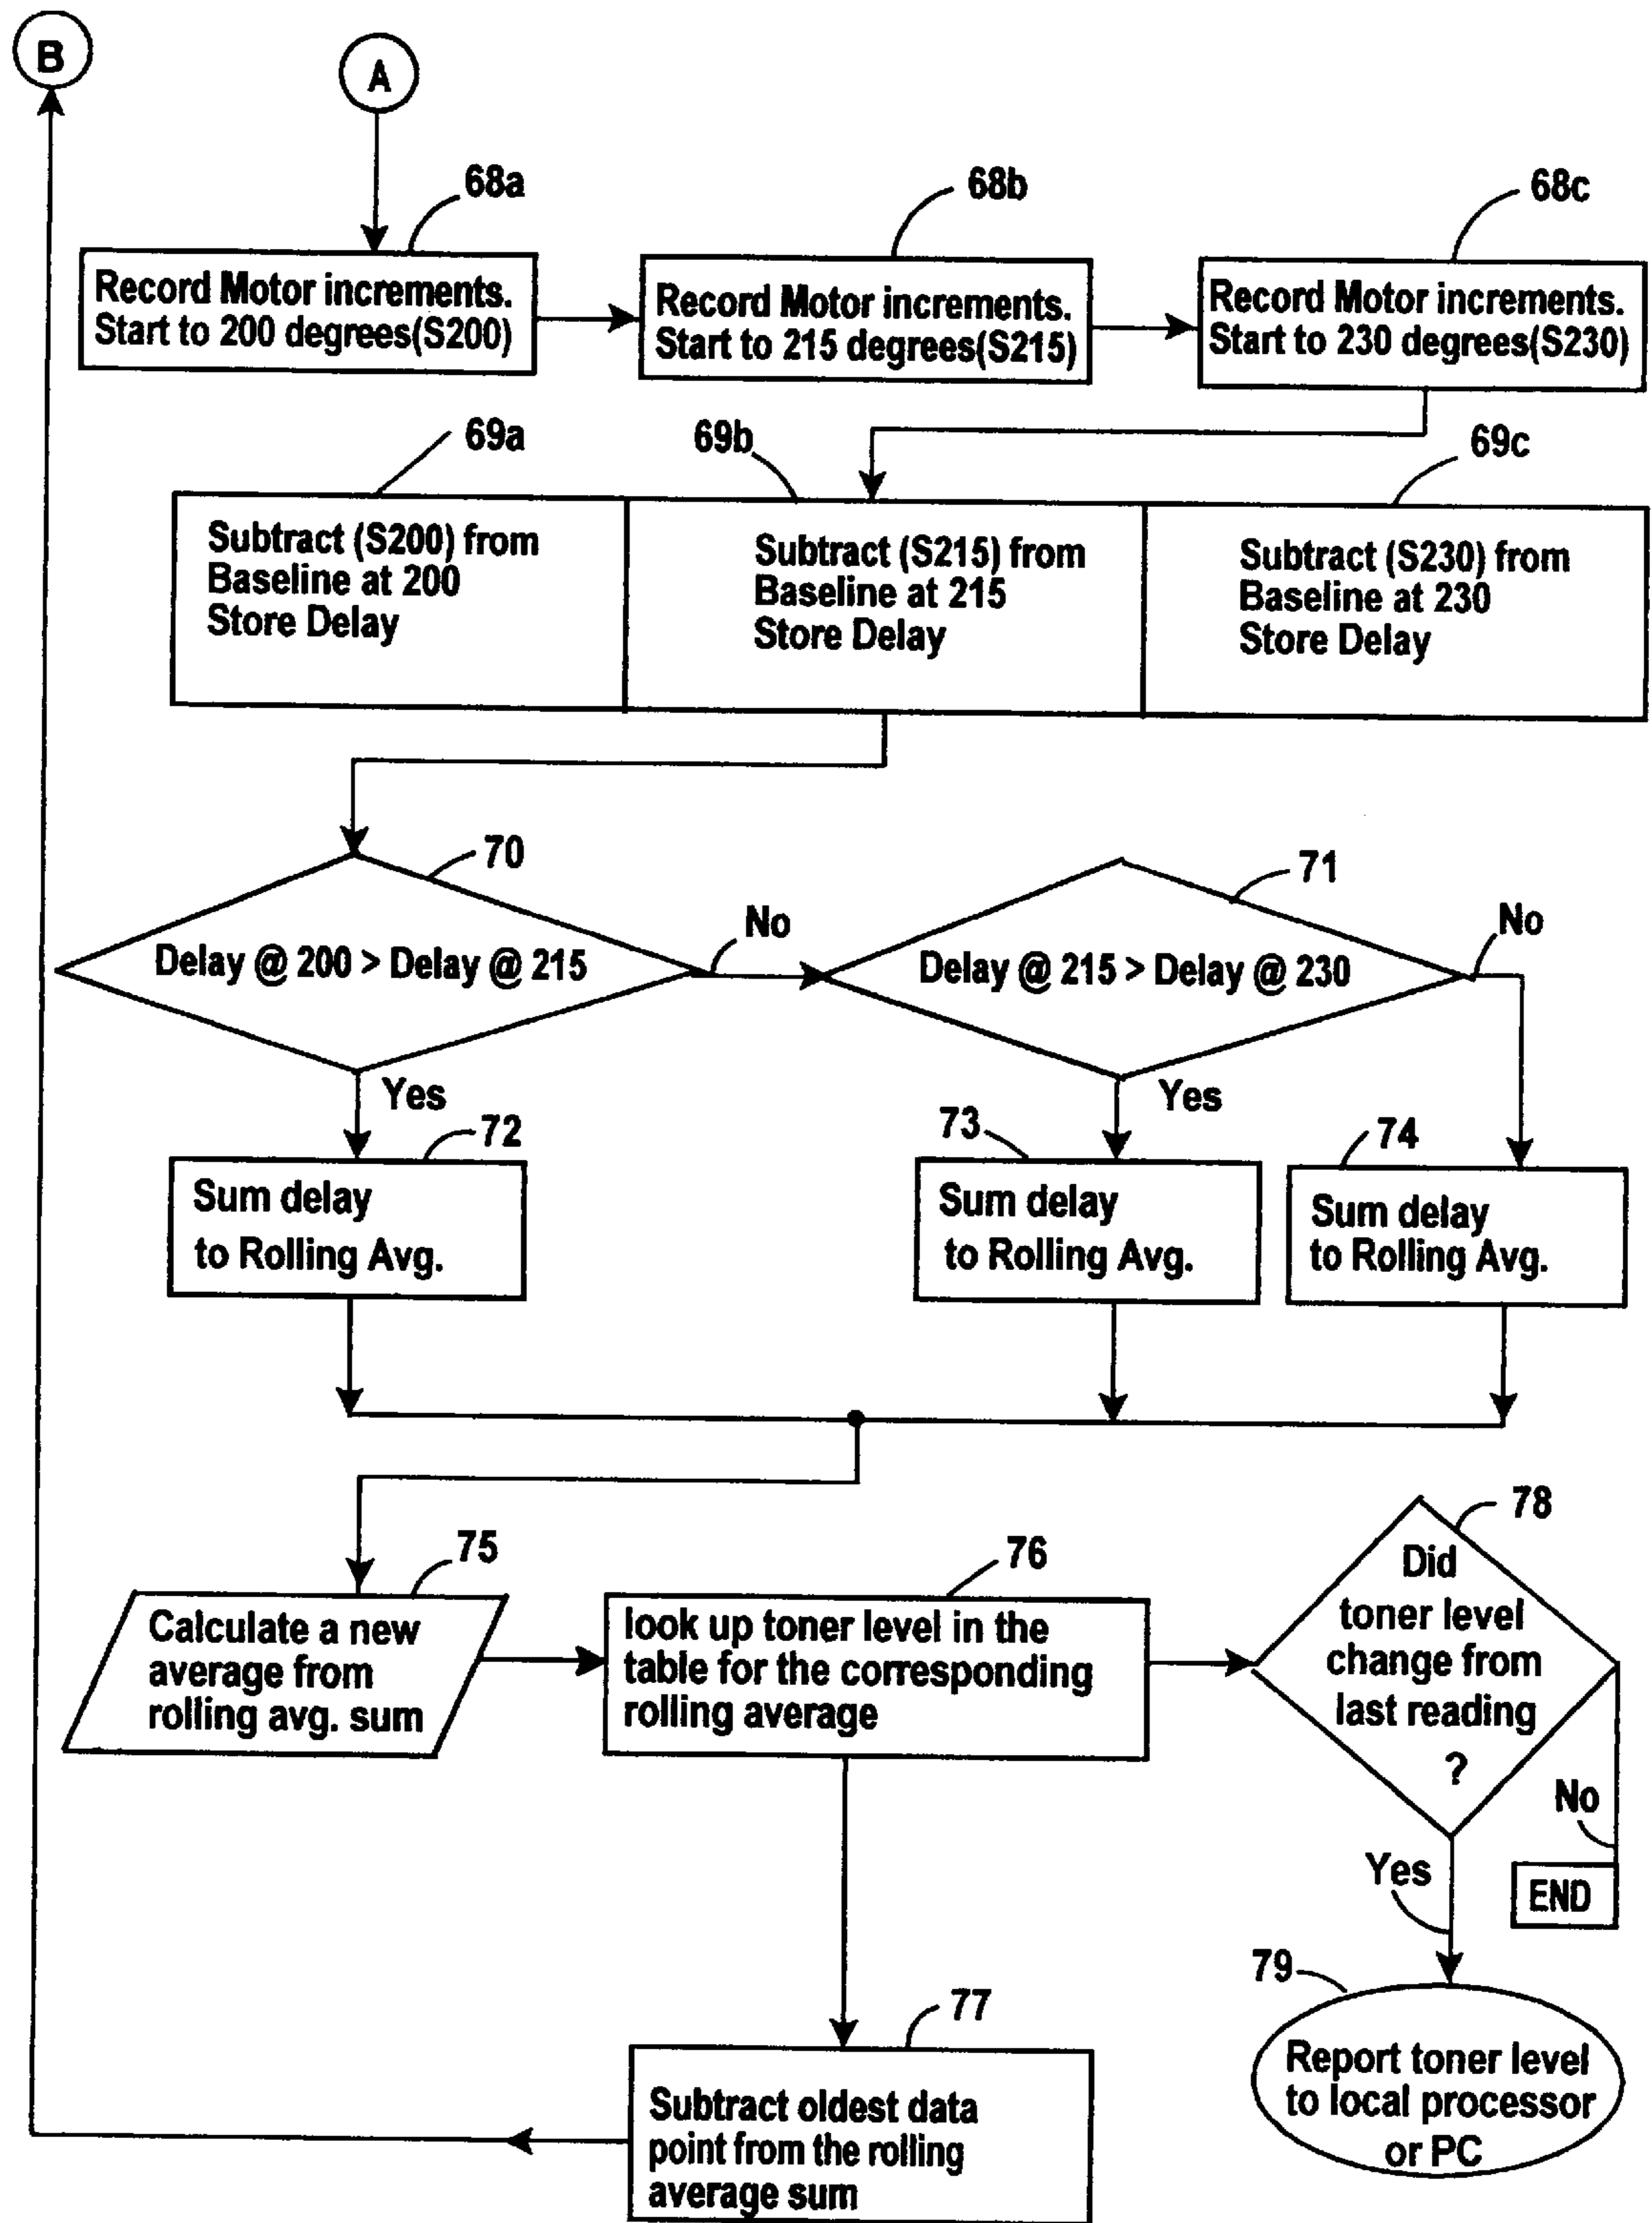 B
A
68a
68b
68c
Record Motor increments.
Start to 200 degrees(S200)
Record Motor increments.
Start to 215 degrees(S215)
Record Motor increments.
Start to 230 degrees(S230)
69a
69b
69c
Subtract (S200) from
Baseline at 200
Store Delay
Subtract (S215) from
Baseline at 215
Store Delay
Subtract (S230) from
Baseline at 230
Store Delay
70
71
Delay @ 200 > Delay @ 215
No
Delay @ 215 > Delay @ 230
No
Yes
Yes
72
73
74
Sum delay
to Rolling Avg.
Sum delay
to Rolling Avg.
Sum delay
to Rolling Avg.
75
76
78
Calculate a new
average from
rolling avg. sum
look up toner level in the
table for the corresponding
rolling average
Did
toner level
change from
last reading
?
No
Yes
END
77
79
Subtract oldest data
point from the rolling
average sum
Report toner level
to local processor
or PC